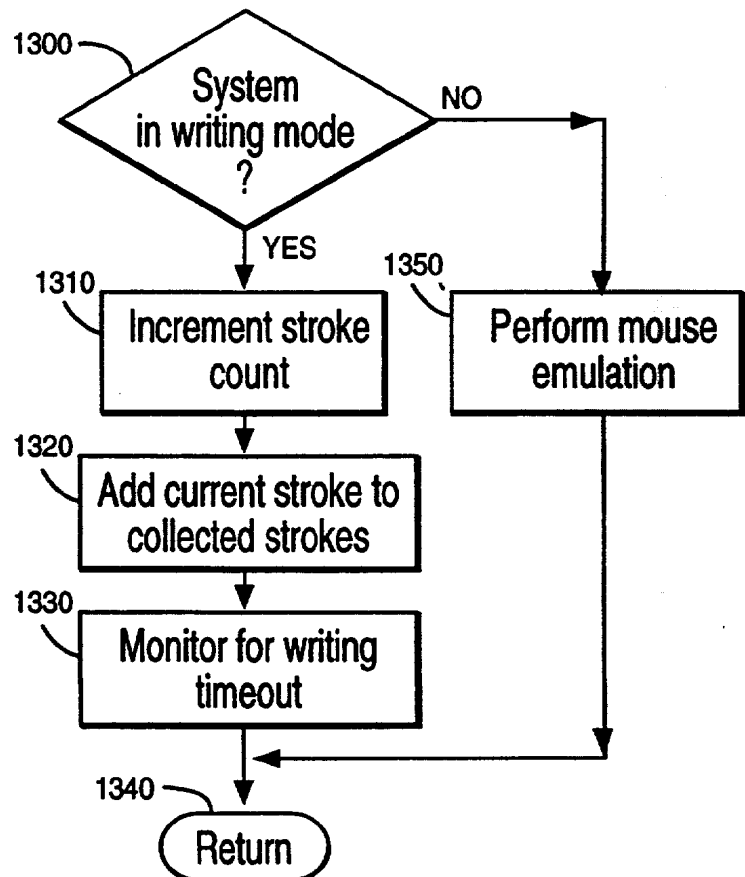 1300
System
in writing mode
?
NO
YES
1310
Increment stroke
count
1350
Perform mouse
emulation
1320
Add current stroke to
collected strokes
1330
Monitor for writing
timeout
1340
Return